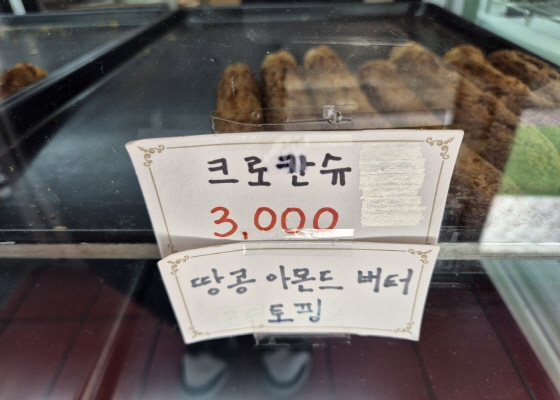 크로칸슈
3,000
땅콩 아몬드 버터
토핑